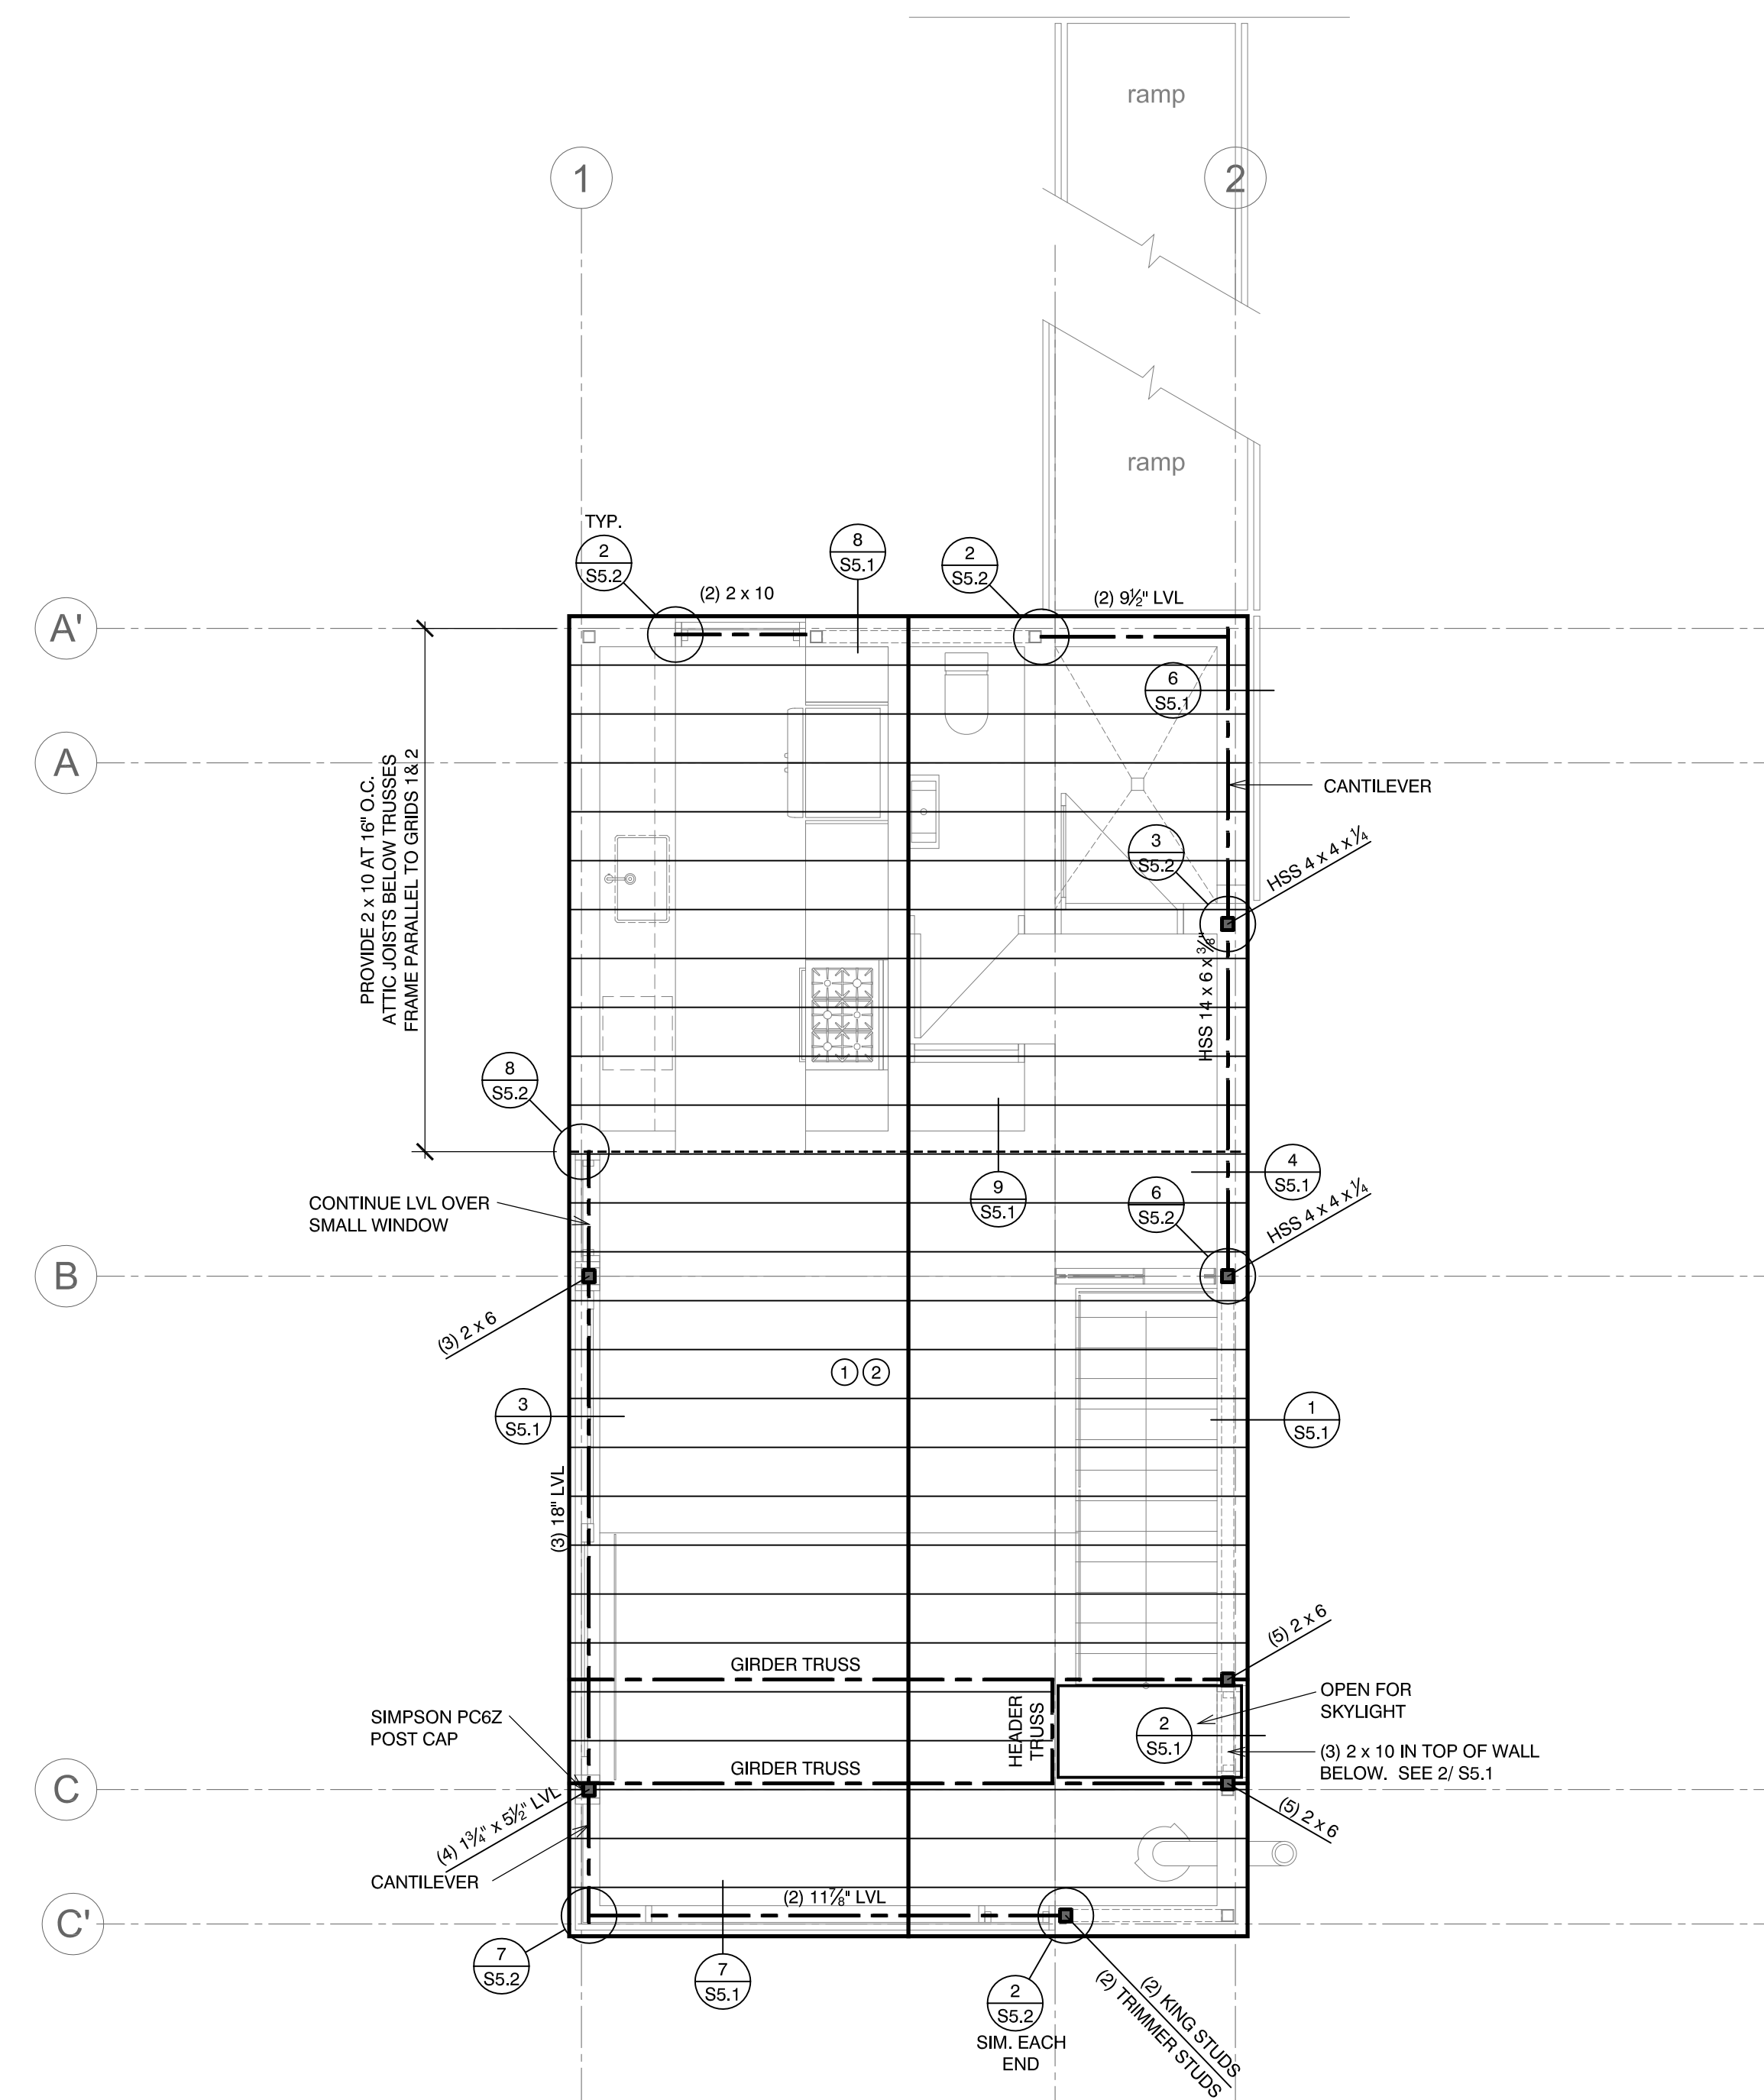 ramp
1
2
ramp
TYP.
2
S5.2
8
S5.1
2
S5.2
(2) 2 x 10
(2) 9½" LVL
A'
6
S5.1
A
PROVIDE 2 x 10 AT 16" O.C.
ATTIC JOISTS BELOW TRUSSES
FRAME PARALLEL TO GRIDS 1& 2
CANTILEVER
3
S5.2
HSS 4 x 4 x ¼
HSS 14 x 6 x ⅜"
8
S5.2
4
S5.1
CONTINUE LVL OVER
SMALL WINDOW
9
S5.1
6
S5.2
HSS 4 x 4 x ¼
B
(3) 2 x 6
1
2
3
S5.1
1
S5.1
(3) 18" LVL
(5) 2 x 6
GIRDER TRUSS
SIMPSON PC6Z
POST CAP
HEADER
TRUSS
OPEN FOR
SKYLIGHT
2
S5.1
(3) 2 x 10 IN TOP OF WALL
BELOW.  SEE 2/ S5.1
GIRDER TRUSS
C
(4) 1¾" x 5½" LVL
(5) 2 x 6
CANTILEVER
(2) 11⅞" LVL
C'
7
S5.2
7
S5.1
2
S5.2
SIM. EACH
END
(2) KING STUDS
(2) TRIMMER STUDS